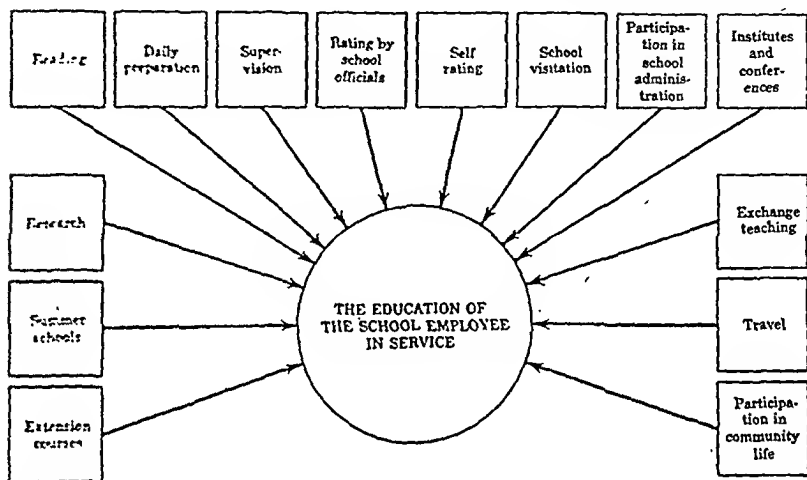 Reading
Daily
preparation
Super-
vision
Rating by
school
officials
Self
rating
School
visitation
Participa-
tion in
school
adminis-
tration
Institutes
and
confer-
ences
Research
Exchange
teaching
Summer
schools
THE EDUCATION OF
THE SCHOOL EMPLOYEE
IN SERVICE
Travel
Extension
courses
Participa-
tion in
community
life